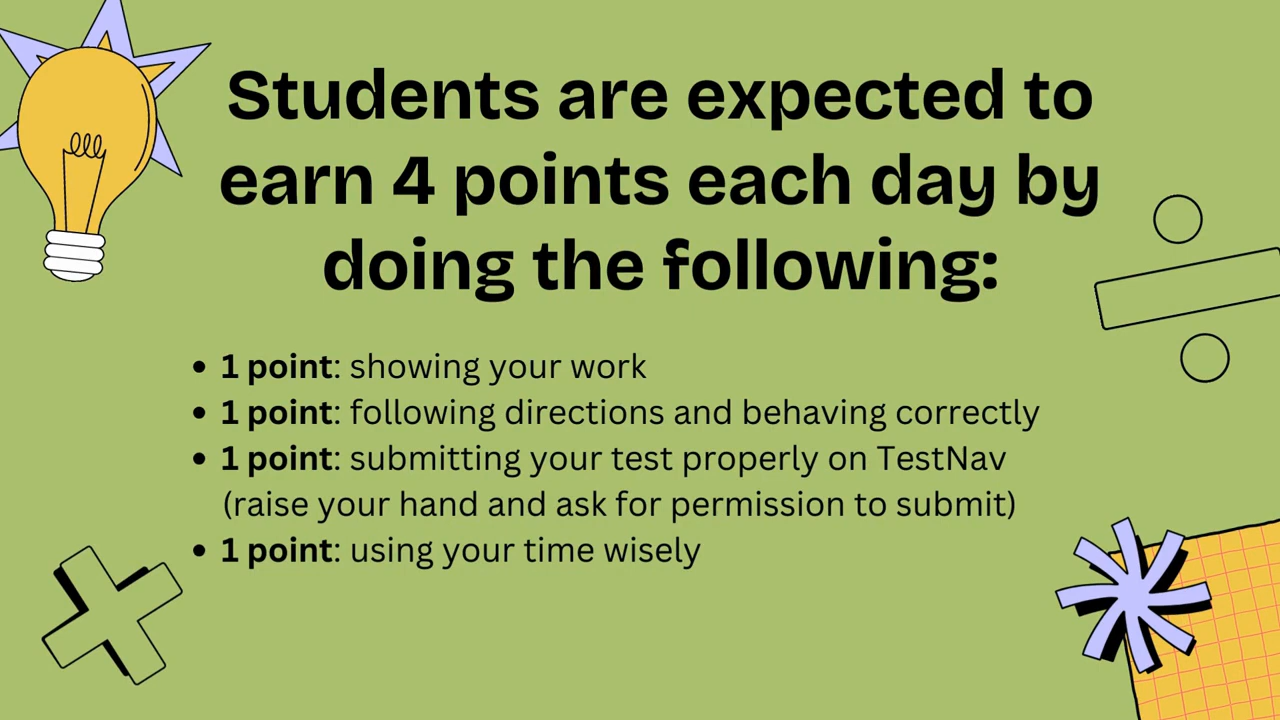 Students are expected to
earn 4 points each day by
doing the following:
• 1 point: showing your work
• 1 point: following directions and behaving correctly
• 1 point: submitting your test properly on TestNav
(raise your hand and ask for permission to submit)
• 1 point: using your time wisely